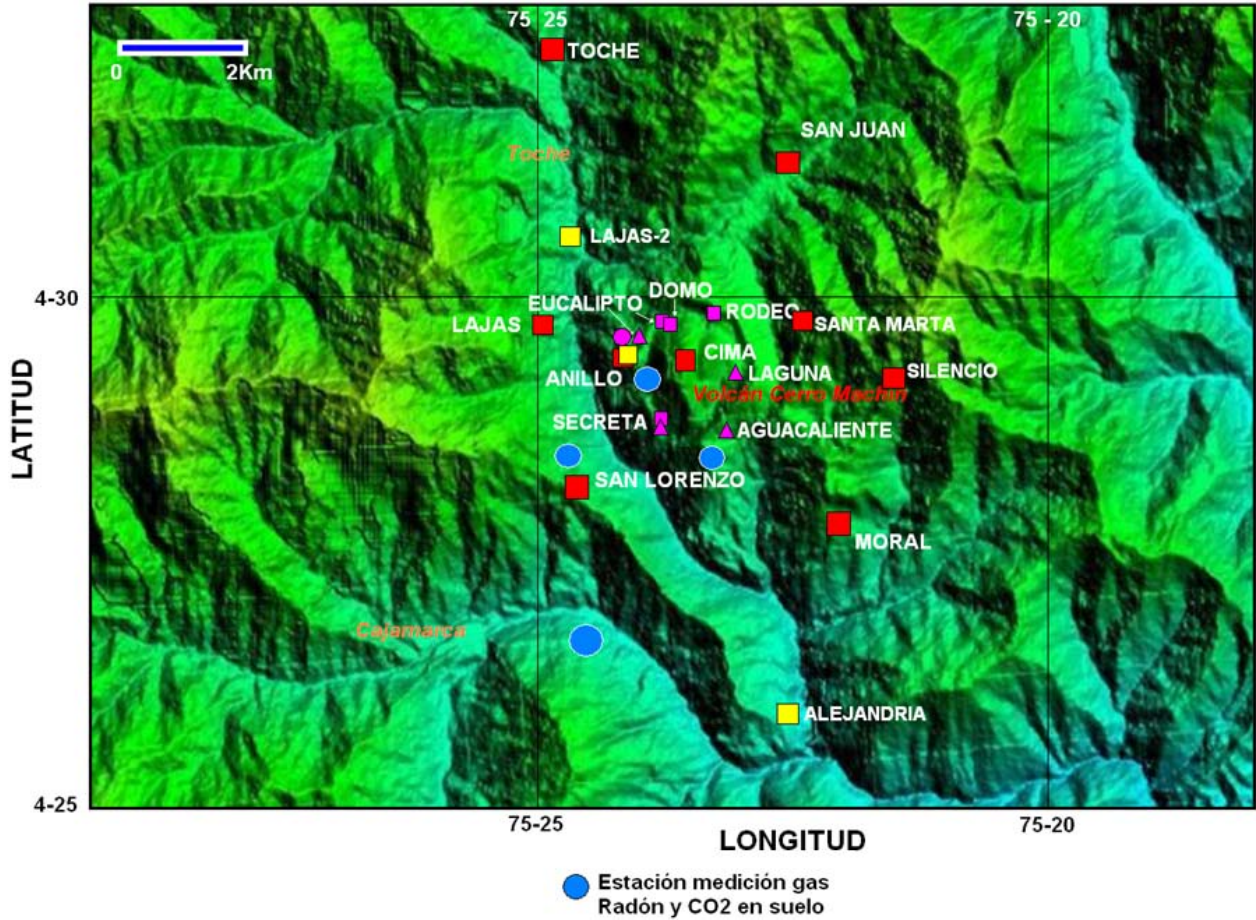 75 25
75 - 20
0
2Km
TOCHE
SAN JUAN
Toche
LAJAS-2
4-30
DOMO
EUCALIPTO
RODEO
LAJAS
SANTA MARTA
CIMA
ANILLO
LAGUNA
SILENCIO
Volcán Cerro Machín
SECRETA
AGUACALIENTE
SAN LORENZO
MORAL
LATITUD
Cajamarca
ALEJANDRIA
4-25
75-25
75-20
LONGITUD
Estación medición gas
Radón y CO2 en suelo